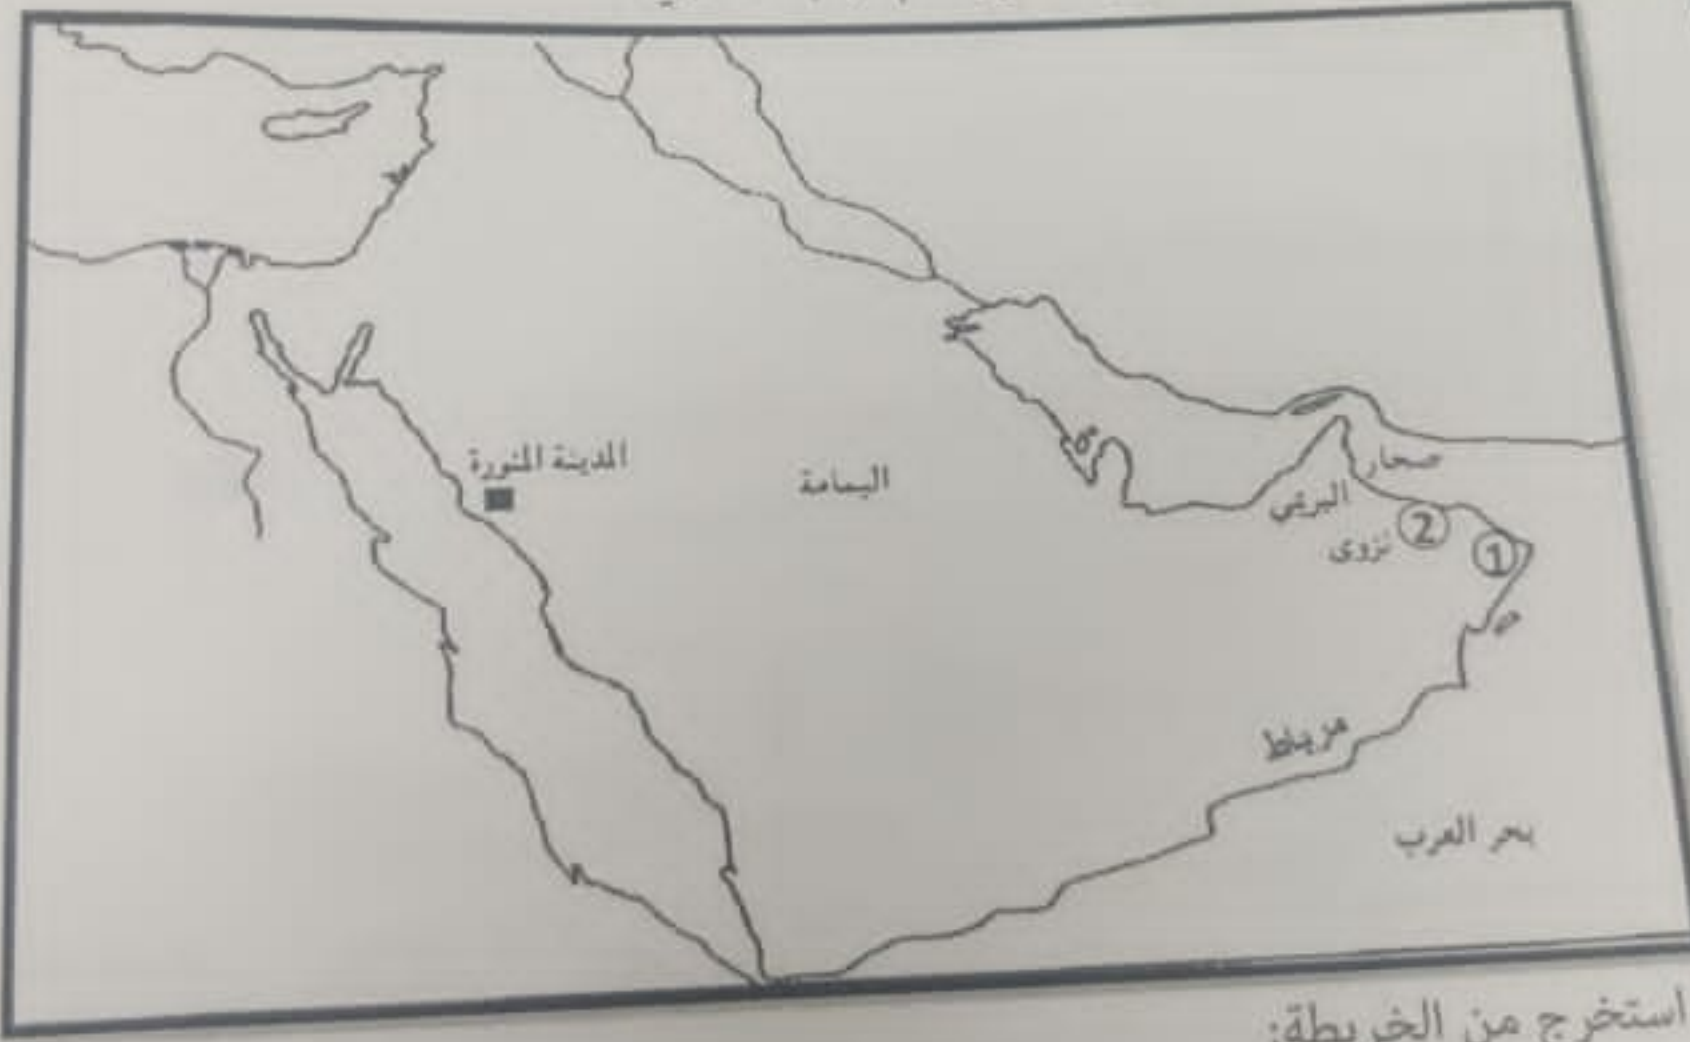 صحار
المدينة المنورة
اليمامة
البريمي
2
نزوى
1
مرباط
بحر العرب
استخرج من الخريطة: